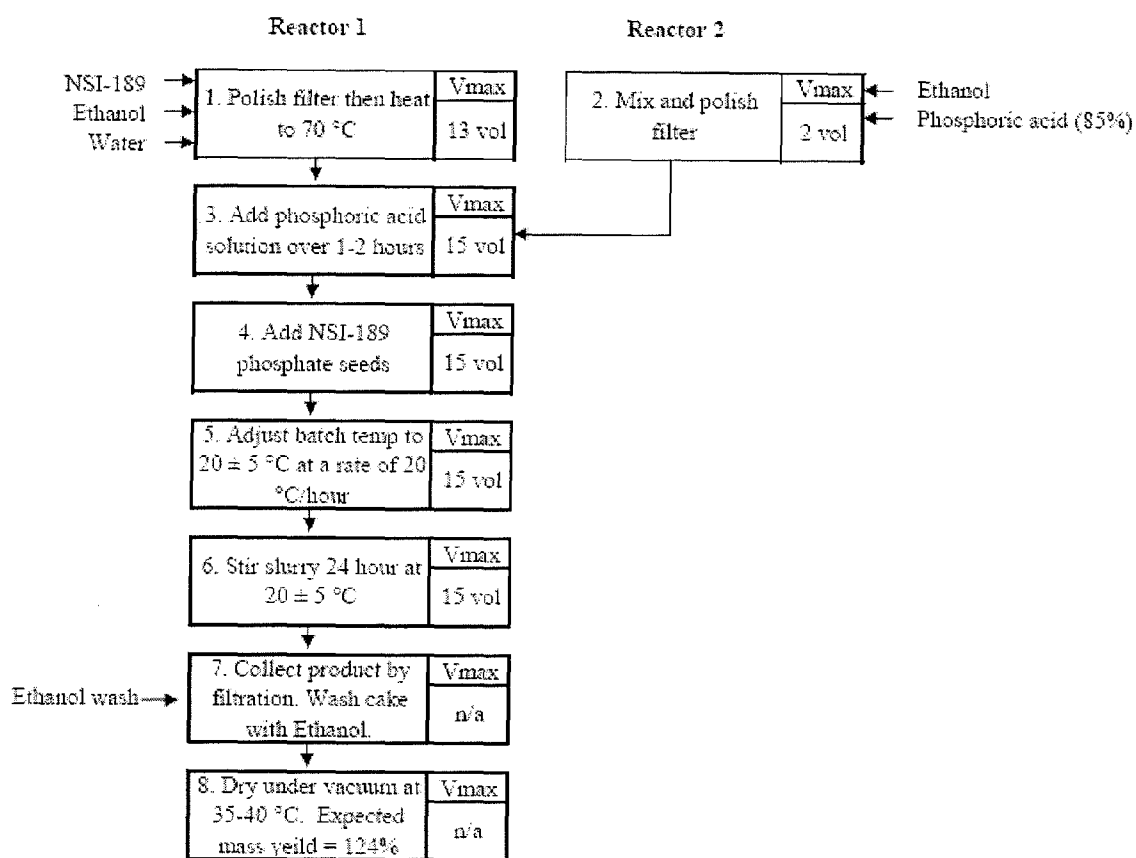 Reactor 1
Reactor 2
NSI-189
Ethanol
Water
1. Polish filter then heat
to 70 °C
Vmax
13 vol
2. Mix and polish
filter
Vmax
2 vol
Ethanol
Phosphoric acid (85%)
3. Add phosphoric acid
solution over 1-2 hours
Vmax
15 vol
4. Add NSI-189
phosphate seeds
Vmax
15 vol
5. Adjust batch temp to
20 ± 5 °C at a rate of 20
°C/hour
Vmax
15 vol
6. Stir slurry 24 hour at
20 ± 5 °C
Vmax
15 vol
Ethanol wash
7. Collect product by
filtration. Wash cake
with Ethanol.
Vmax
n/a
8. Dry under vacuum at
35-40 °C. Expected
mass yeild = 124%
Vmax
n/a